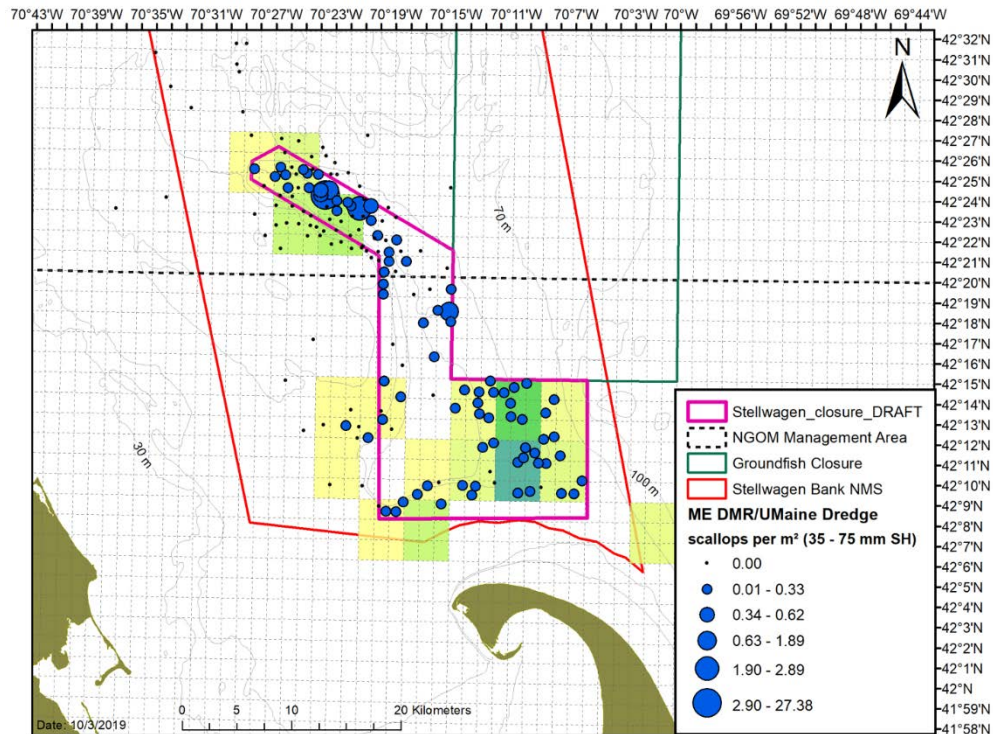 70°43'W 70°39'W 70°35'W 70°31'W 70°27'W 70°23'W 70°19'W 70°15'W 70°11'W 70°7'W 70°3'W 70°W 69°56'W 69°52'W 69°48'W 69°44'W
N
42°32'N
42°31'N
42°30'N
42°29'N
42°28'N
42°27'N
42°26'N
42°25'N
42°24'N
42°23'N
42°22'N
42°21'N
42°20'N
42°19'N
42°18'N
42°17'N
42°16'N
42°15'N
42°14'N
42°13'N
42°12'N
42°11'N
42°10'N
42°9'N
42°8'N
42°7'N
42°6'N
42°5'N
42°4'N
42°3'N
42°2'N
42°1'N
42°N
41°59'N
41°58'N
70 m
30 m
100 m
Stellwagen_closure_DRAFT
NGOM Management Area
Groundfish Closure
Stellwagen Bank NMS
ME DMR/UMaine Dredge
scallops per m² (35 - 75 mm SH)
0.00
0.01 - 0.33
0.34 - 0.62
0.63 - 1.89
1.90 - 2.89
2.90 - 27.38
0 5 10 20 Kilometers
Date: 10/3/2019